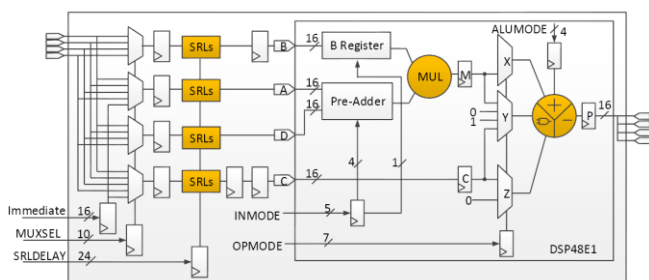 ALUMODE 4
SRLs B 16 B Register MUL M X 16 P
SRLs A 16 Pre-Adder 0 1 Y
SRLs D 16
4 1
SRLs C 16 C Z
0
Immediate 16
INMODE 5
MUXSEL 10
OPMODE 7
SRLDELAY 24
DSP48E1